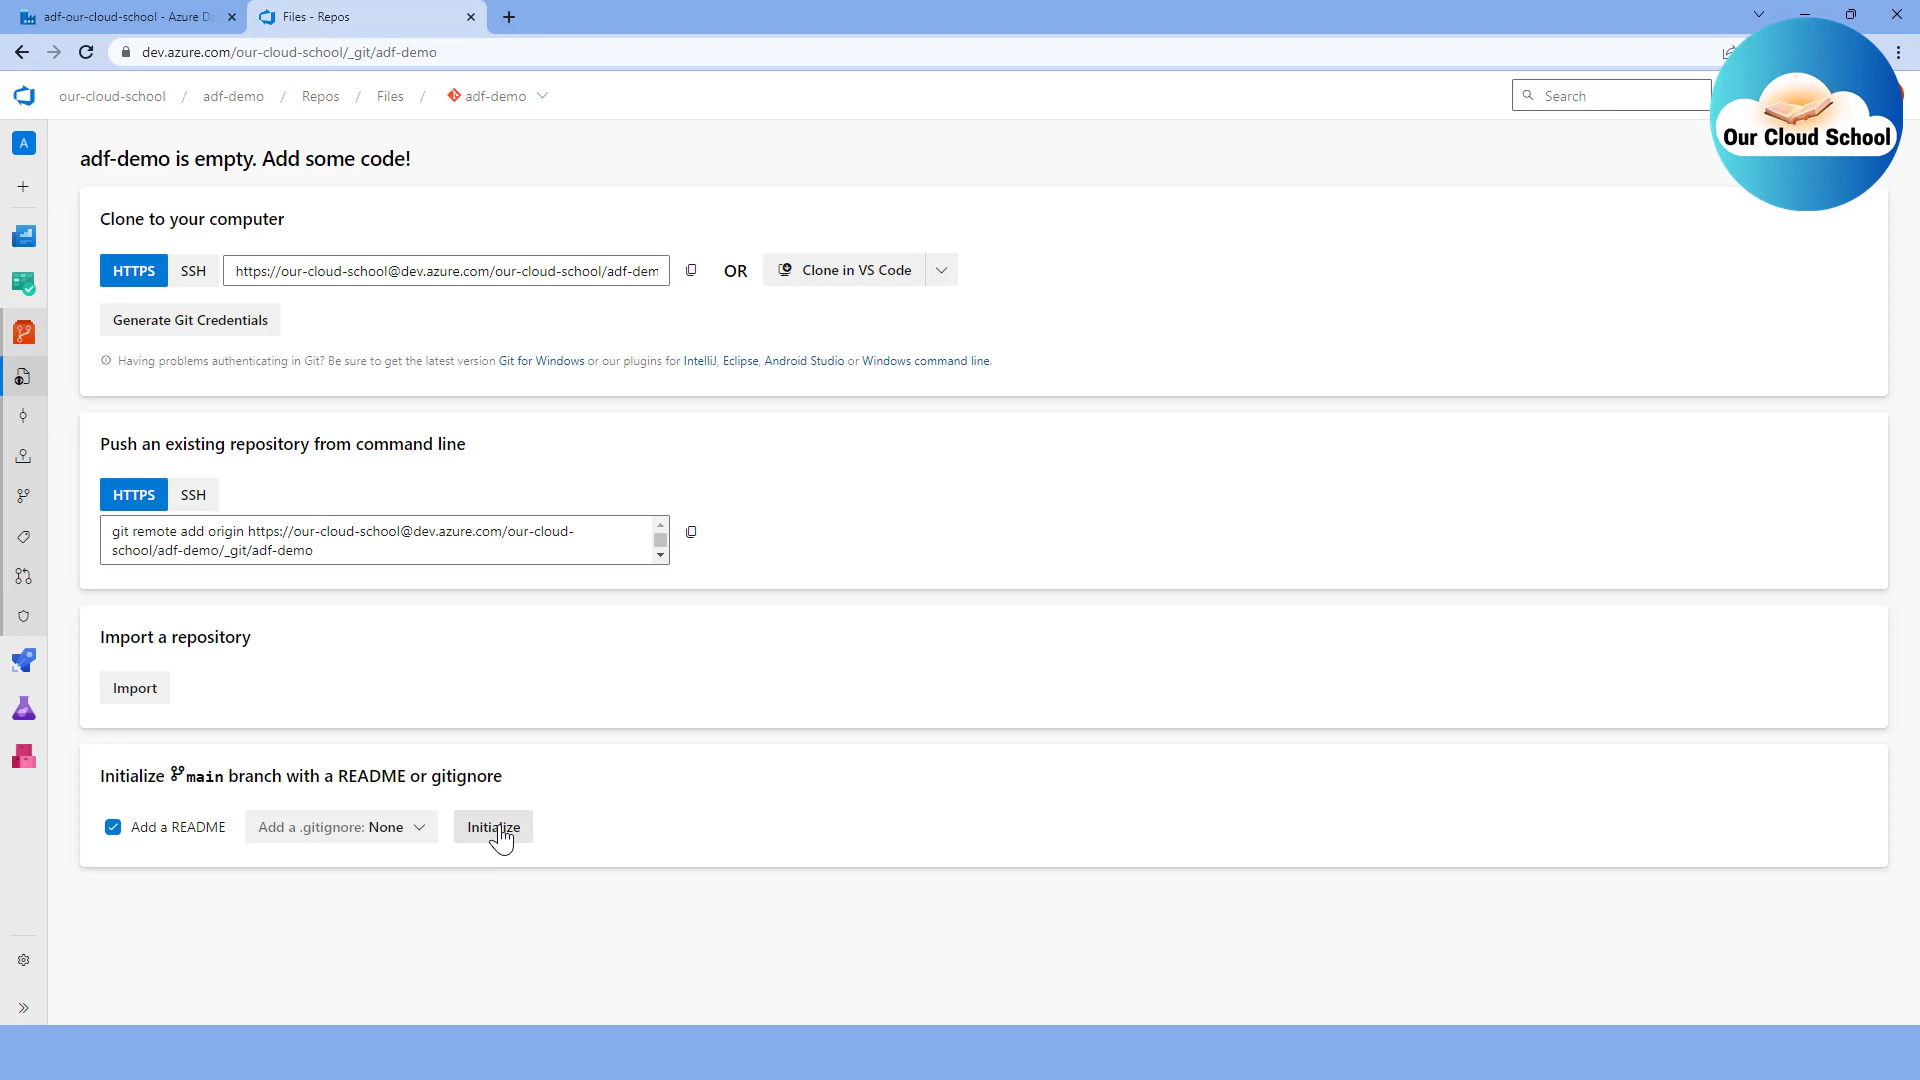 adf-our-cloud-school - Azure Da
Files - Repos
dev.azure.com/our-cloud-school/_git/adf-demo
our-cloud-school / adf-demo / Repos / Files / adf-demo
Search
Our Cloud School
A
adf-demo is empty. Add some code!
Clone to your computer
HTTPS SSH https://our-cloud-school@dev.azure.com/our-cloud-school/adf-dem OR Clone in VS Code
Generate Git Credentials
Having problems authenticating in Git? Be sure to get the latest version Git for Windows or our plugins for IntelliJ, Eclipse, Android Studio or Windows command line.
Push an existing repository from command line
HTTPS SSH
git remote add origin https://our-cloud-school@dev.azure.com/our-cloud-
school/adf-demo/_git/adf-demo
Import a repository
Import
Initialize main branch with a README or gitignore
Add a README Add a .gitignore: None Initialize